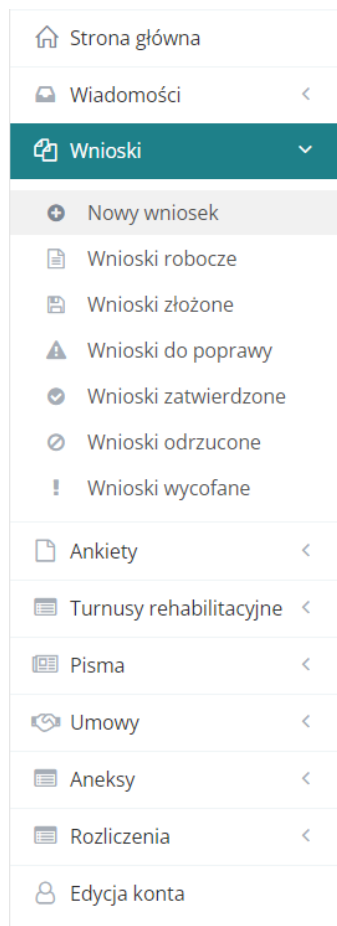 Strona główna
Wiadomości
Wnioski
Nowy wniosek
Wnioski robocze
Wnioski złożone
Wnioski do poprawy
Wnioski zatwierdzone
Wnioski odrzucone
Wnioski wycofane
Ankiety
Turnusy rehabilitacyjne
Pisma
Umowy
Aneksy
Rozliczenia
Edycja konta